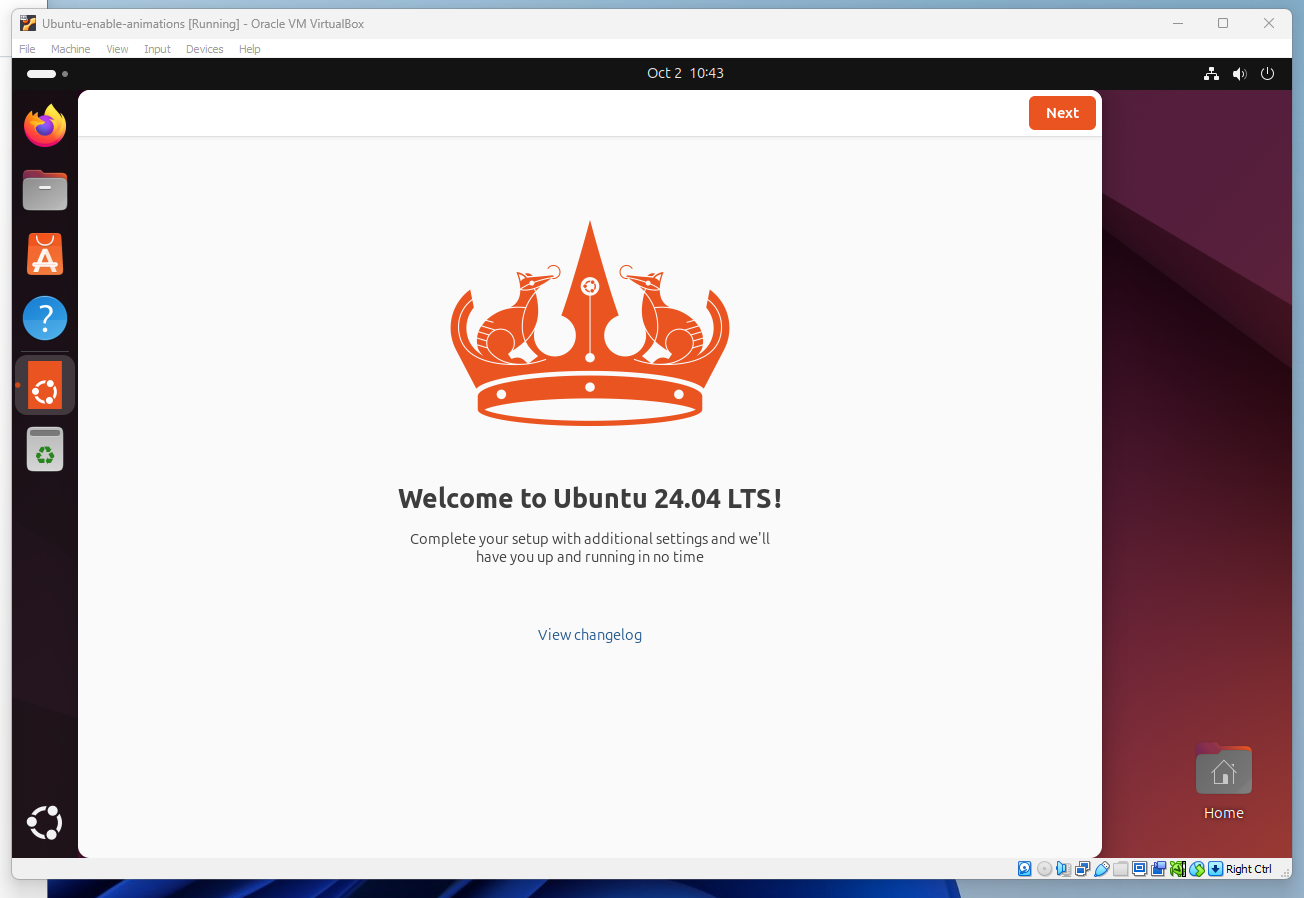 Ubuntu-enable-animations [Running] - Oracle VM VirtualBox
File Machine View Input Devices Help
Oct 2 10:43
Next
Welcome to Ubuntu 24.04 LTS!
Complete your setup with additional settings and we'll
have you up and running in no time
View changelog
Home
Right Ctrl